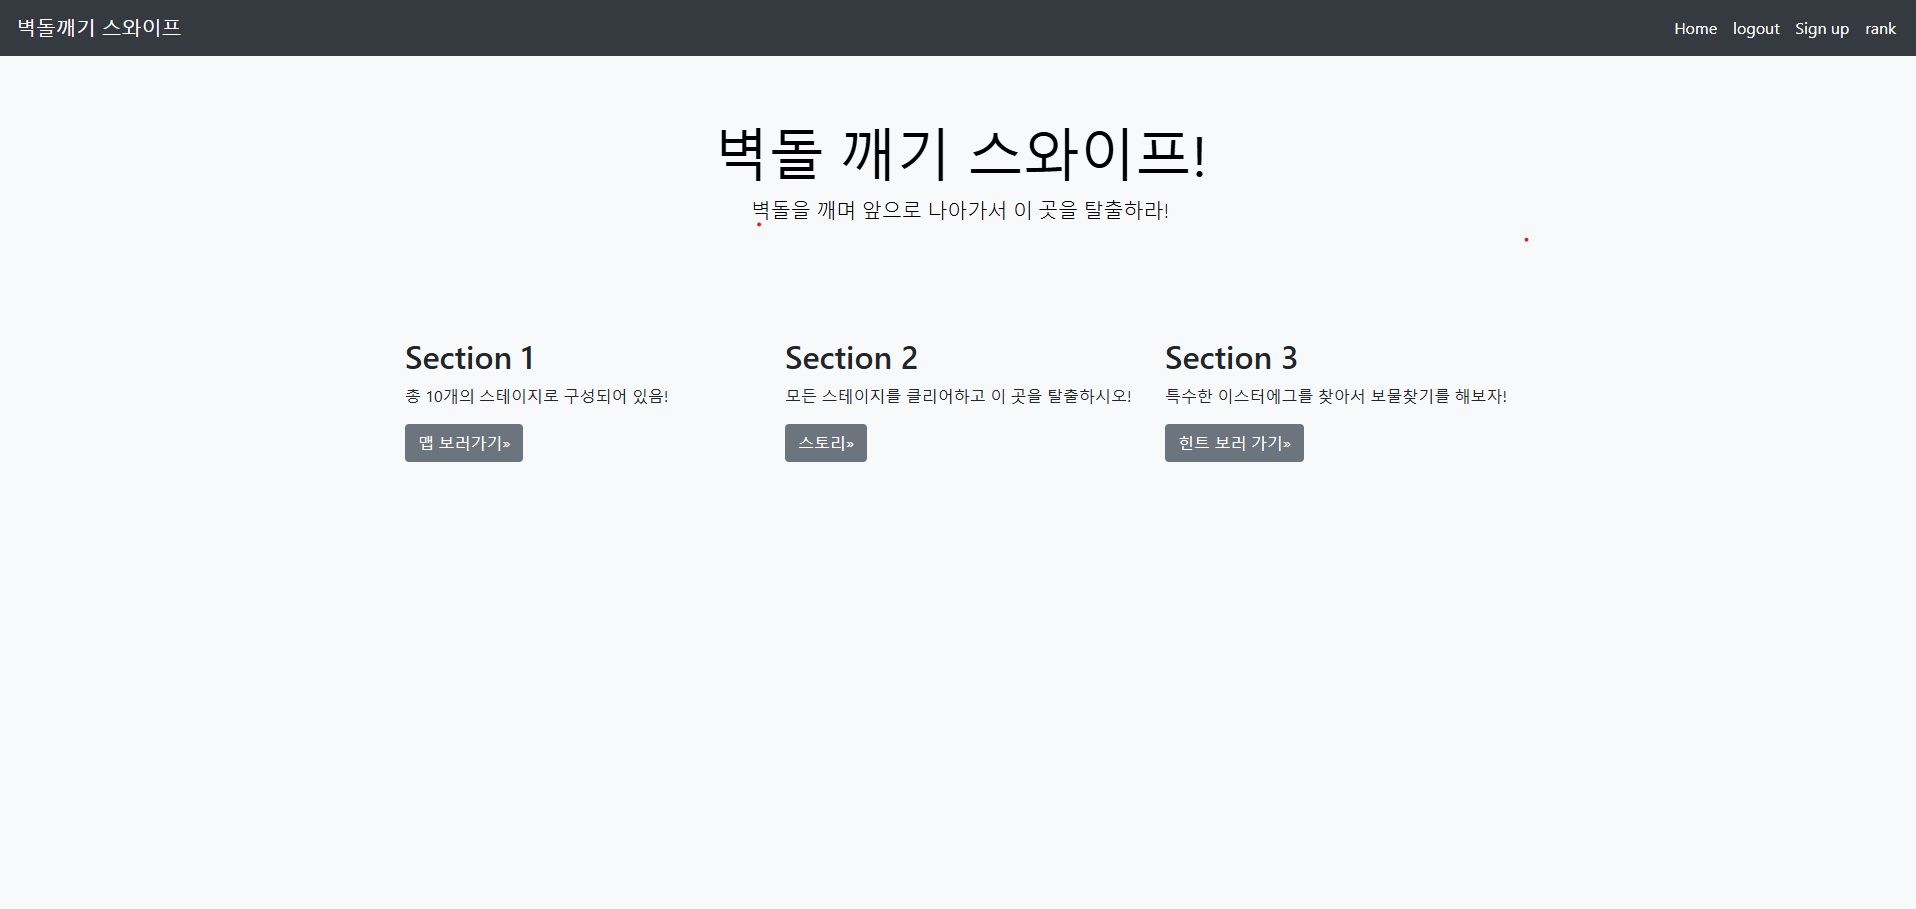 벽돌깨기 스와이프
Home logout Sign up rank
벽돌 깨기 스와이프!
벽돌을 깨며 앞으로 나아가서 이 곳을 탈출하라!
Section 1
총 10개의 스테이지로 구성되어 있음!
맵 보러가기»
Section 2
모든 스테이지를 클리어하고 이 곳을 탈출하시오!
스토리»
Section 3
특수한 이스터에그를 찾아서 보물찾기를 해보자!
힌트 보러 가기»